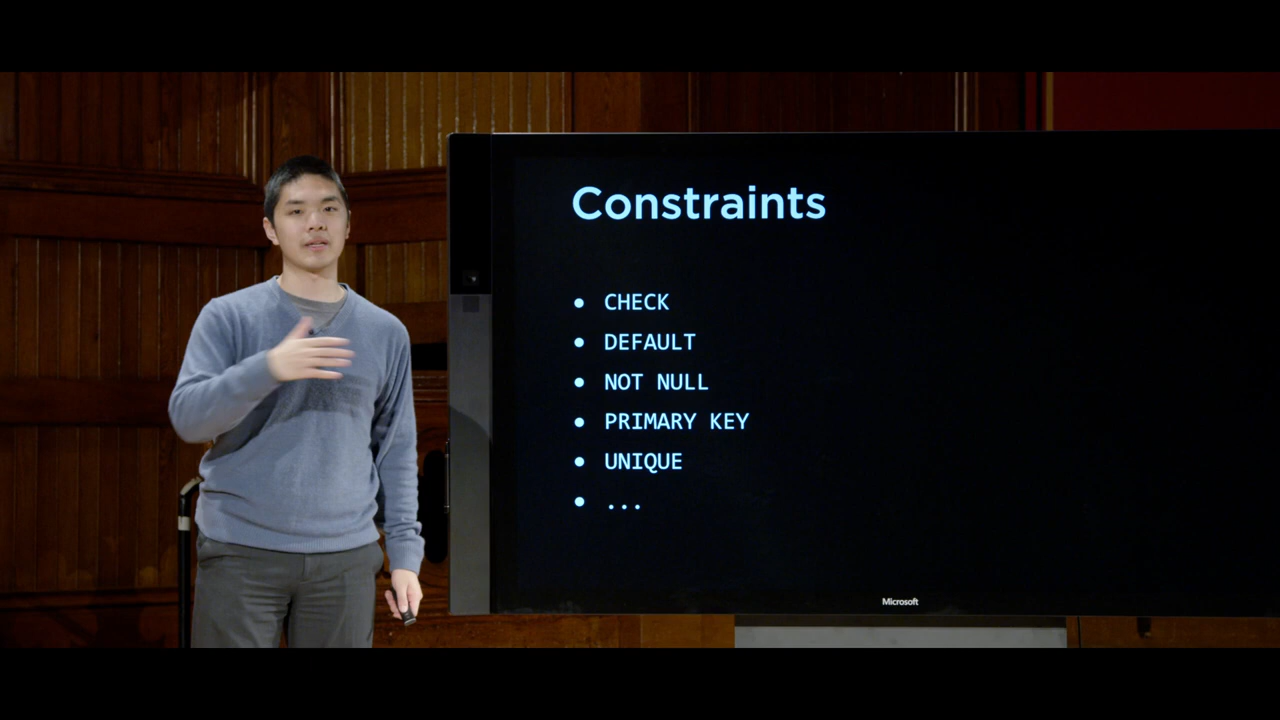 Constraints
• CHECK
• DEFAULT
• NOT NULL
• PRIMARY KEY
• UNIQUE
• ...
Microsoft